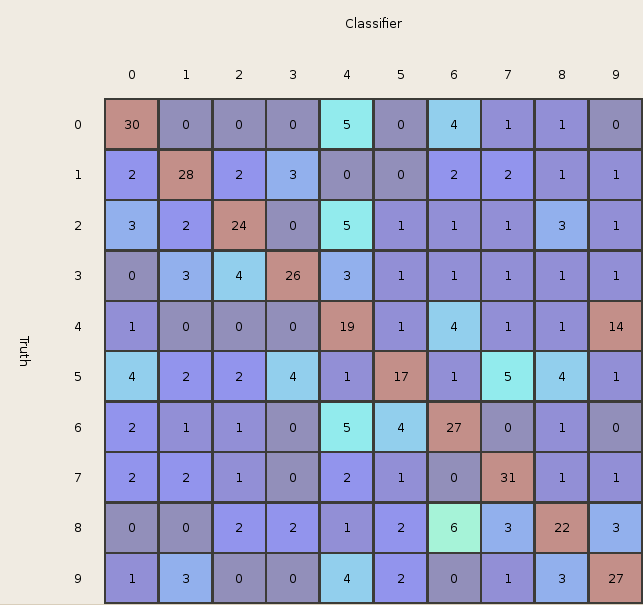 Classifier
0 1 2 3 4 5 6 7 8 9
0 30 0 0 0 5 0 4 1 1 0
1 2 28 2 3 0 0 2 2 1 1
2 3 2 24 0 5 1 1 1 3 1
3 0 3 4 26 3 1 1 1 1 1
4 1 0 0 0 19 1 4 1 1 14
Truth
5 4 2 2 4 1 17 1 5 4 1
6 2 1 1 0 5 4 27 0 1 0
7 2 2 1 0 2 1 0 31 1 1
8 0 0 2 2 1 2 6 3 22 3
9 1 3 0 0 4 2 0 1 3 27